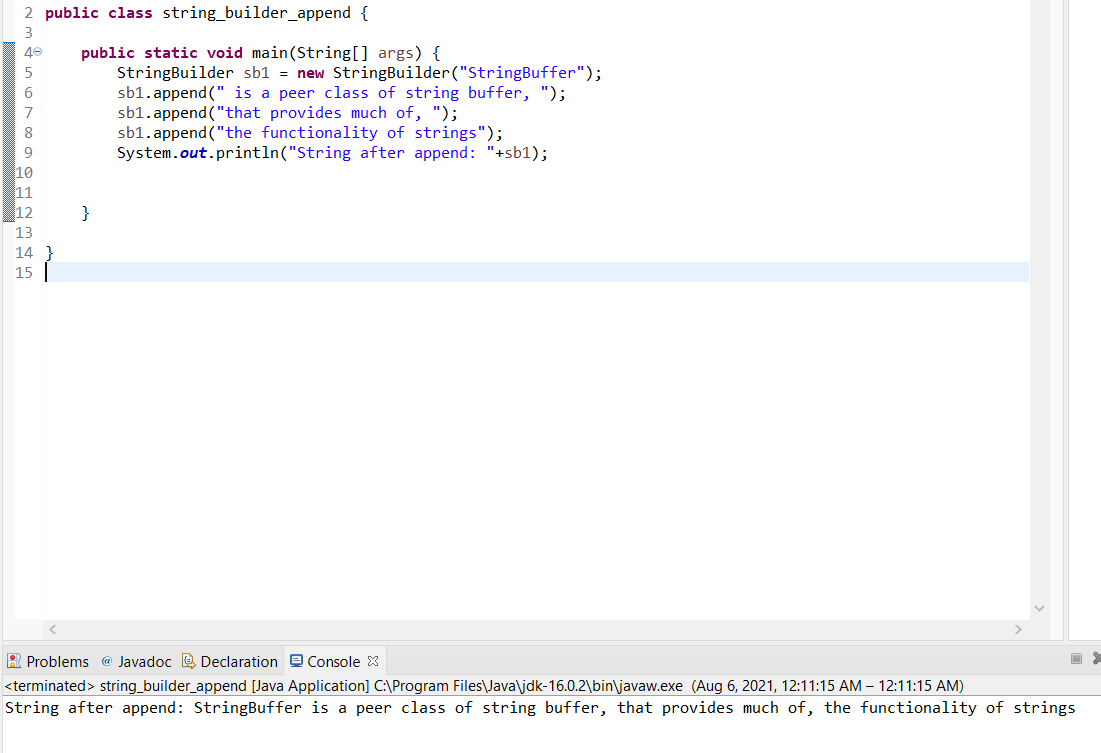 2 public class string_builder_append {
3
4 public static void main(String[] args) {
5 StringBuilder sb1 = new StringBuilder("StringBuffer");
6 sb1.append(" is a peer class of string buffer, ");
7 sb1.append("that provides much of, ");
8 sb1.append("the functionality of strings");
9 System.out.println("String after append: "+sb1);
10
11
12 }
13
14 }
15
Problems @ Javadoc Declaration Console
<terminated> string_builder_append [Java Application] C:\Program Files\Java\jdk-16.0.2\bin\javaw.exe (Aug 6, 2021, 12:11:15 AM – 12:11:15 AM)
String after append: StringBuffer is a peer class of string buffer, that provides much of, the functionality of strings